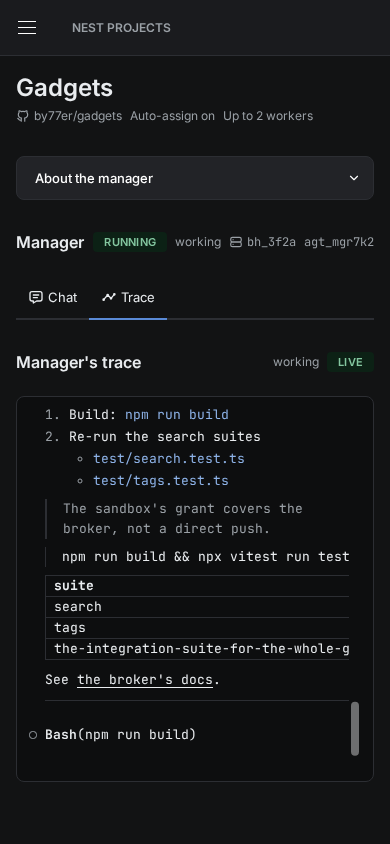 NEST PROJECTS
Gadgets
by77er/gadgets Auto-assign on Up to 2 workers
About the manager
Manager RUNNING working bh_3f2a agt_mgr7k2
Chat Trace
Manager's trace working LIVE
1. Build: npm run build
2. Re-run the search suites
test/search.test.ts
test/tags.test.ts
The sandbox's grant covers the
broker, not a direct push.
npm run build && npx vitest run test
suite
search
tags
the-integration-suite-for-the-whole-g
See the broker's docs.
Bash(npm run build)